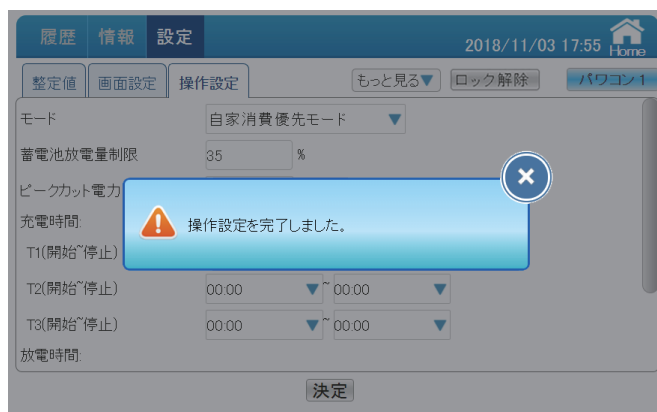 履歴 情報 設定
2018/11/03 17:55 Home
整定値 画面設定 操作設定 もっと見る▼ ロック解除 パワコン1
モード 自家消費優先モード ▼
蓄電池放電量制限 35 %
ピークカット電力
充電時間:
操作設定を完了しました。
T1(開始~停止)
T2(開始~停止) 00:00 ▼ ~ 00:00 ▼
T3(開始~停止) 00:00 ▼ ~ 00:00 ▼
放電時間:
決定